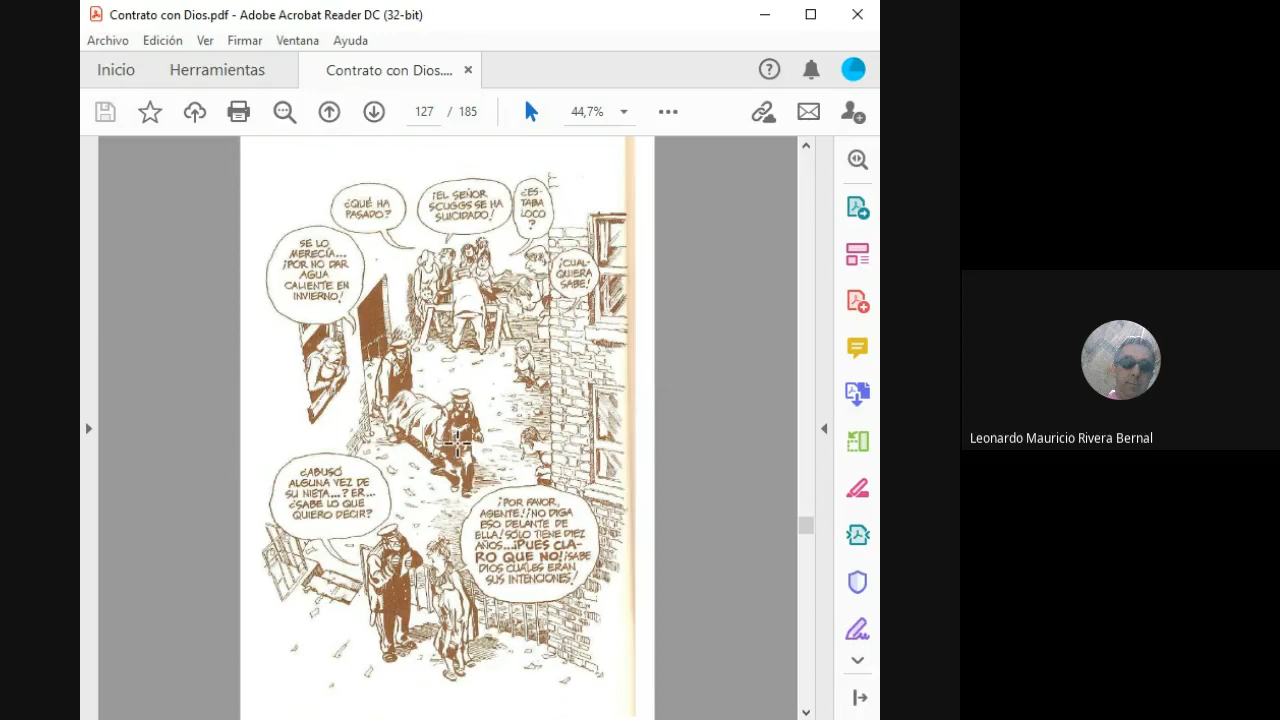 Contrato con Dios.pdf - Adobe Acrobat Reader DC (32-bit)
Archivo Edición Ver Firmar Ventana Ayuda
Inicio Herramientas Contrato con Dios....
127 / 185 44,7%
¿QUÉ HA
PASADO?
¡EL SEÑOR
SCUGGS SE HA
SUICIDADO!
¿ES-
TABA
LOCO
?
SE LO
MERECÍA...
¡POR NO DAR
AGUA
CALIENTE EN
INVIERNO!
¡CUAL-
QUIERA
SABE!
¿ABUSÓ
ALGUNA VEZ DE
SU NIETA...? ER...
¿SABE LO QUE
QUIERO DECIR?
¡POR FAVOR,
AGENTE! ¡NO DIGA
ESO DELANTE DE
ELLA! SÓLO TIENE DIEZ
AÑOS... ¡PUES CLA-
RO QUE NO! ¡SABE
DIOS CUÁLES ERAN
SUS INTENCIONES!
Leonardo Mauricio Rivera Bernal